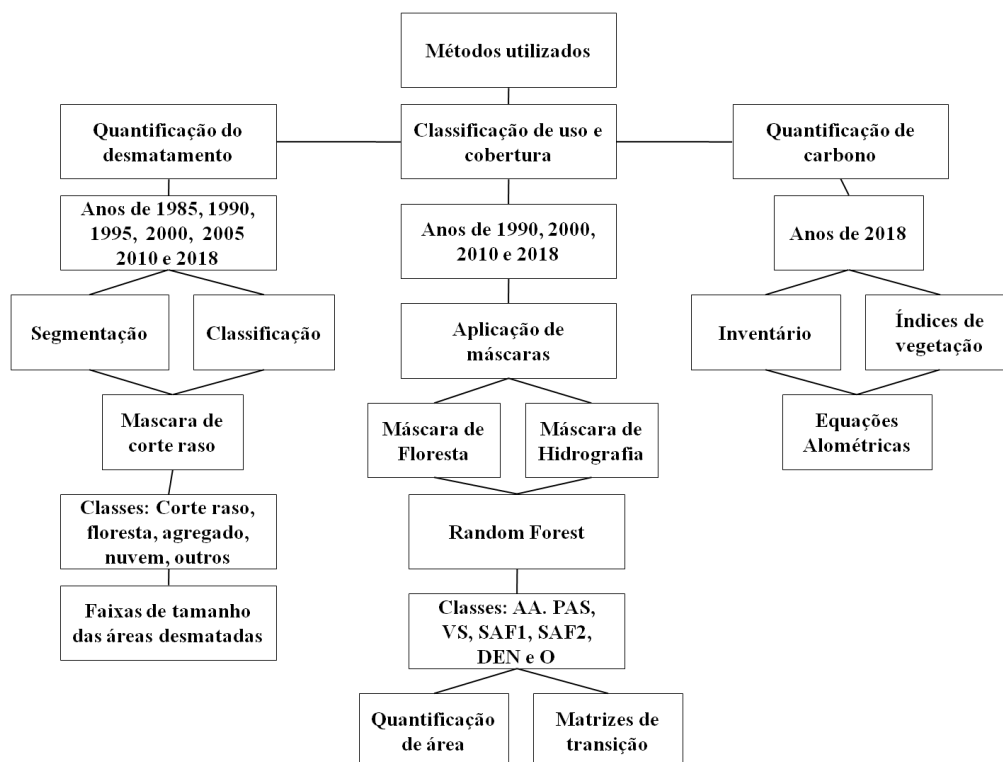 Métodos utilizados
Quantificação do
desmatamento
Classificação de uso e
cobertura
Quantificação de
carbono
Anos de 1985, 1990,
1995, 2000, 2005
2010 e 2018
Anos de 1990, 2000,
2010 e 2018
Anos de 2018
Segmentação
Classificação
Aplicação de
máscaras
Inventário
Índices de
vegetação
Mascara de
corte raso
Máscara de
Floresta
Máscara de
Hidrografia
Equações
Alométricas
Classes: Corte raso,
floresta, agregado,
nuvem, outros
Random Forest
Faixas de tamanho
das áreas desmatadas
Classes: AA. PAS,
VS, SAF1, SAF2,
DEN e O
Quantificação
de área
Matrizes de
transição